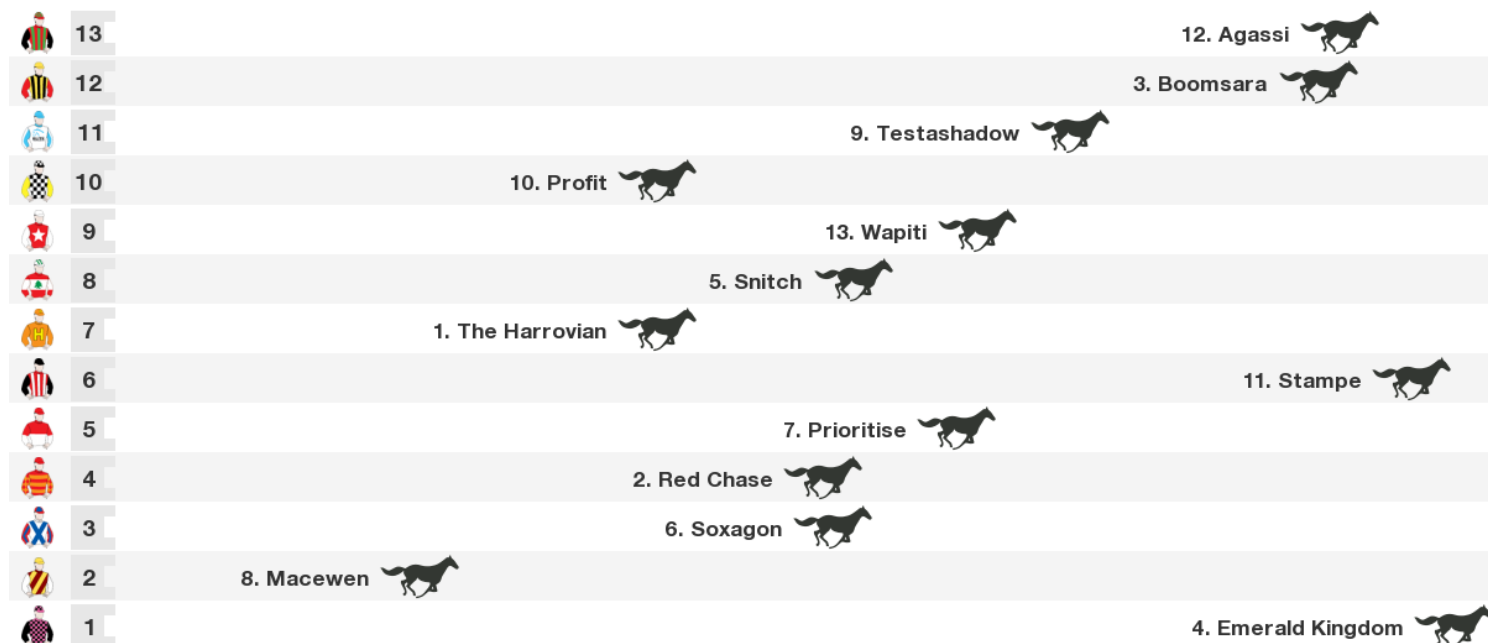 13 12. Agassi
12 3. Boomsara
11 9. Testashadow
10 10. Profit
9 13. Wapiti
8 5. Snitch
7 1. The Harrovian
H
6 11. Stampe
5 7. Prioritise
4 2. Red Chase
3 6. Soxagon
2 8. Macewen
1 4. Emerald Kingdom